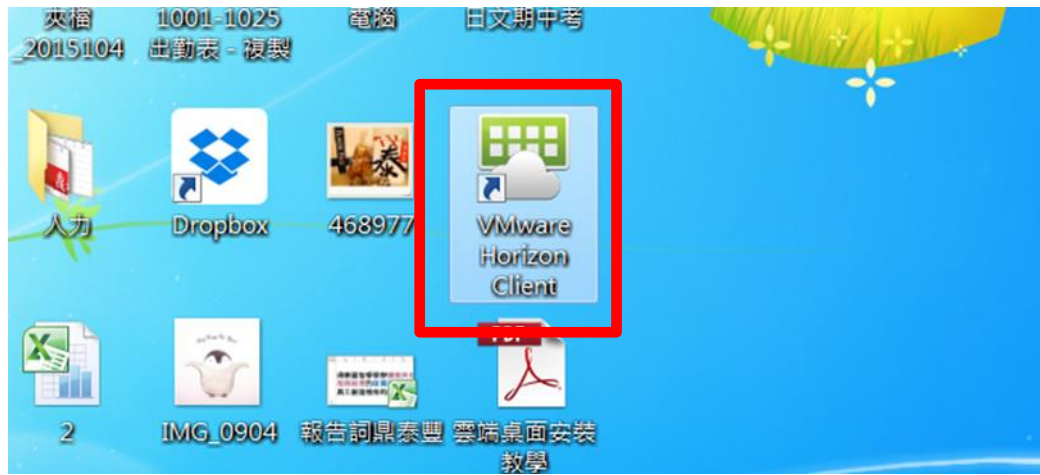 夾檔
_2015104
1001-1025
出勤表 - 複製
電腦
日文期中考
人力
Dropbox
468977
泰
VMware
Horizon
Client
PDF
2
IMG_0904
報告詞鼎泰豐
雲端桌面安裝
教學